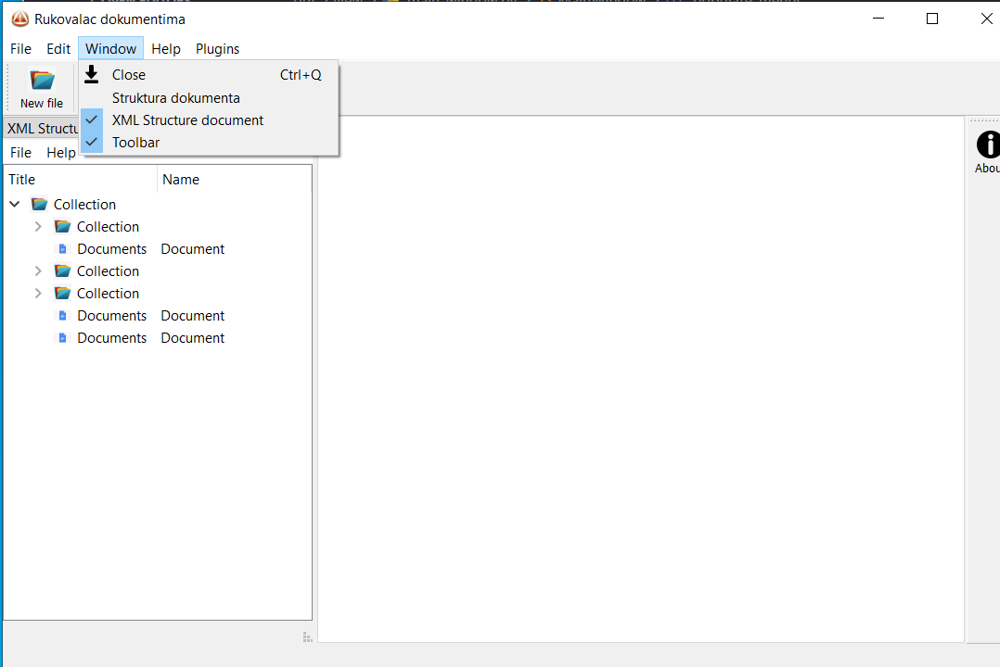 Rukovalac dokumentima
File Edit Window Help Plugins
New file
Close Ctrl+Q
Struktura dokumenta
XML Structure document
Toolbar
XML Structu
File Help
Title Name
Collection
Collection
Documents Document
Collection
Collection
Documents Document
Documents Document
Abou